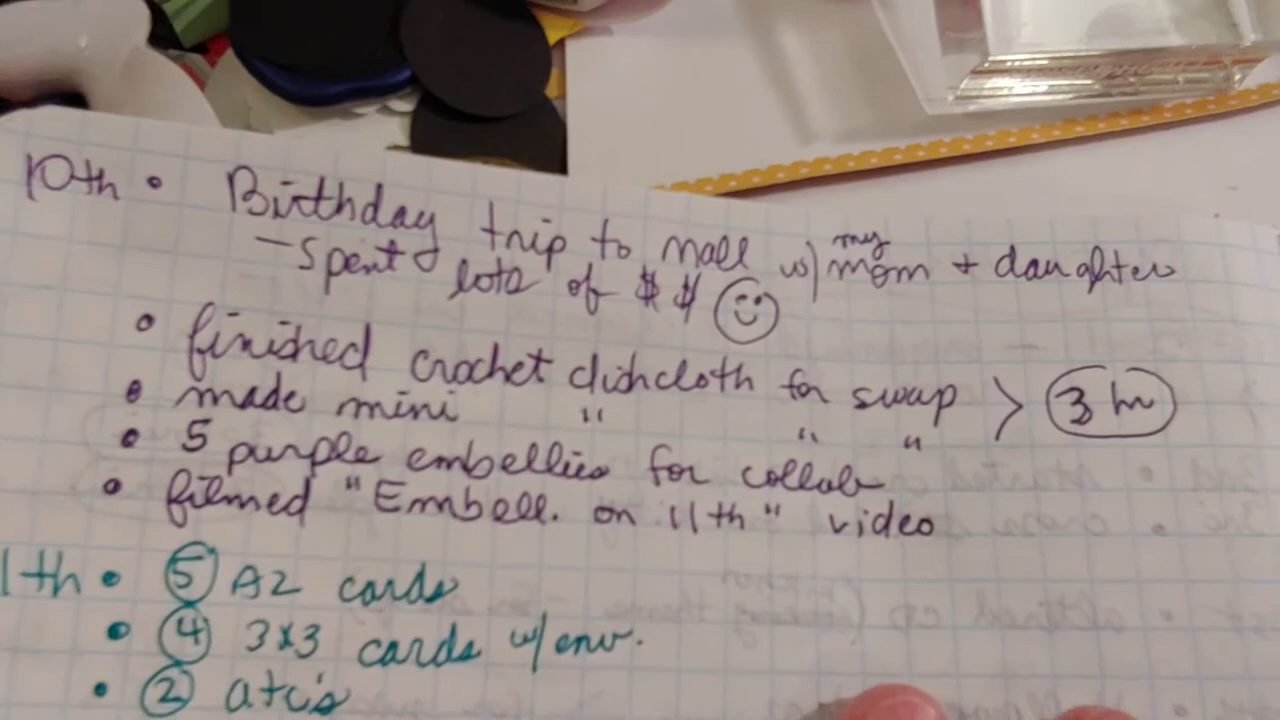 10th • Birthday trip to mall w/ my mom + daughter
- Spent lots of $ $ ☺
• finished crochet dishcloth for swap > 3 hr
• made mini " " "
• 5 purple embellies for collab
• filmed "Embell. on 11th" video
1th • 5 A2 cards
• 4 3x3 cards w/ env.
• 2 atc's